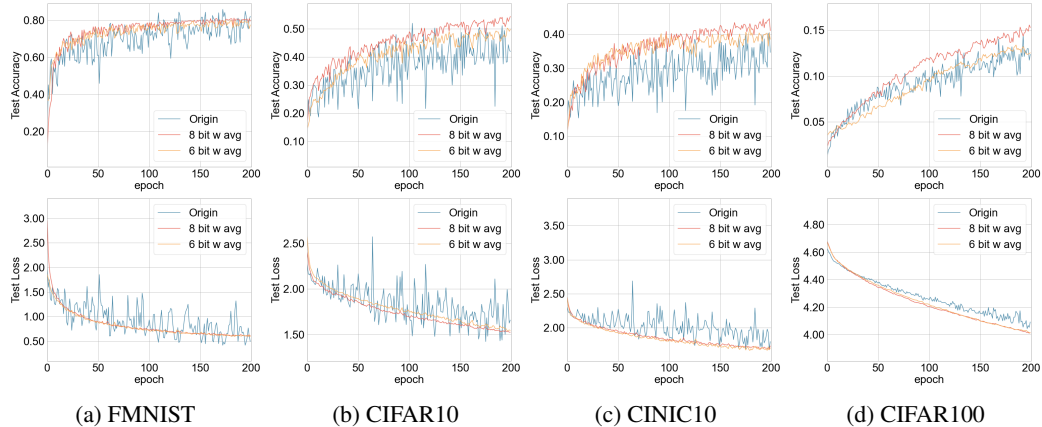 Test Accuracy
0.80
0.60
0.40
0.20
0
50
100
150
200
epoch
Origin
8 bit w avg
6 bit w avg
Test Accuracy
0.50
0.40
0.30
0.20
0.10
0
50
100
150
200
epoch
Origin
8 bit w avg
6 bit w avg
Test Accuracy
0.40
0.30
0.20
0.10
0
50
100
150
200
epoch
Origin
8 bit w avg
6 bit w avg
Test Accuracy
0.15
0.10
0.05
0
50
100
150
200
epoch
Origin
8 bit w avg
6 bit w avg
Test Loss
3.00
2.50
2.00
1.50
1.00
0.50
0
50
100
150
200
epoch
Origin
8 bit w avg
6 bit w avg
Test Loss
2.50
2.00
1.50
0
50
100
150
200
epoch
Origin
8 bit w avg
6 bit w avg
Test Loss
3.50
3.00
2.50
2.00
0
50
100
150
200
epoch
Origin
8 bit w avg
6 bit w avg
Test Loss
4.80
4.60
4.40
4.20
4.00
0
50
100
150
200
epoch
Origin
8 bit w avg
6 bit w avg
(a) FMNIST
(b) CIFAR10
(c) CINIC10
(d) CIFAR100